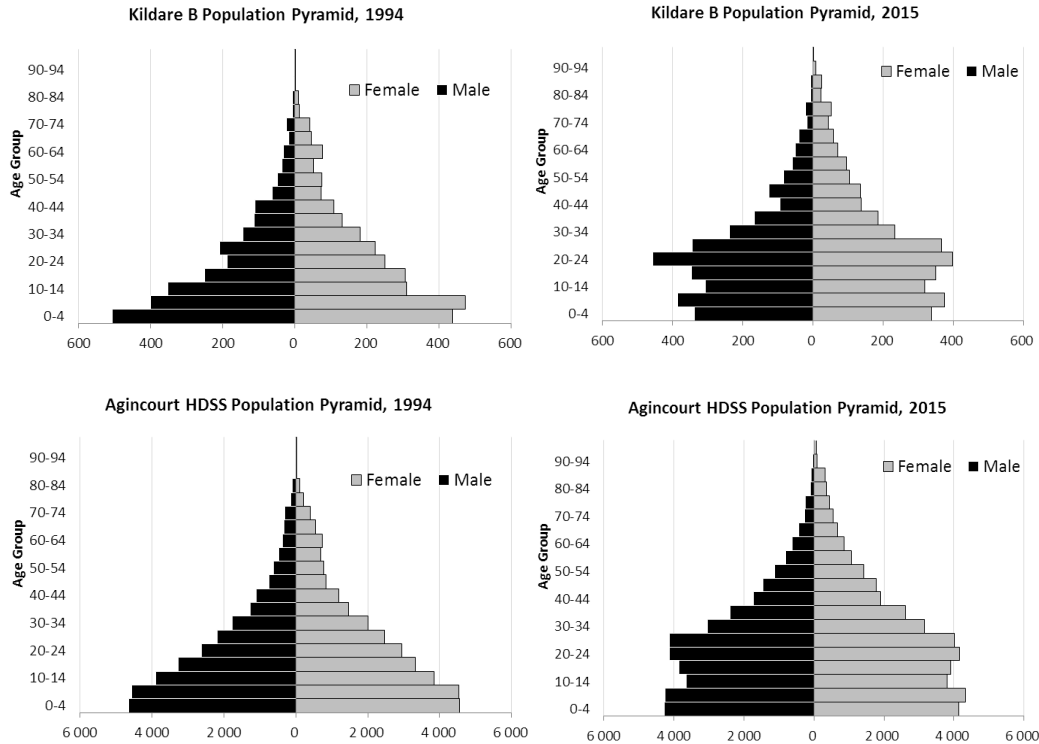 Kildare B Population Pyramid, 1994
Age Group
90-94
80-84
70-74
60-64
50-54
40-44
30-34
20-24
10-14
0-4
Female Male
600 400 200 0 200 400 600
Kildare B Population Pyramid, 2015
Age Group
90-94
80-84
70-74
60-64
50-54
40-44
30-34
20-24
10-14
0-4
Female Male
600 400 200 0 200 400 600
Agincourt HDSS Population Pyramid, 1994
Age Group
90-94
80-84
70-74
60-64
50-54
40-44
30-34
20-24
10-14
0-4
Female Male
6 000 4 000 2 000 0 2 000 4 000 6 000
Agincourt HDSS Population Pyramid, 2015
Age Group
90-94
80-84
70-74
60-64
50-54
40-44
30-34
20-24
10-14
0-4
Female Male
6 000 4 000 2 000 0 2 000 4 000 6 000